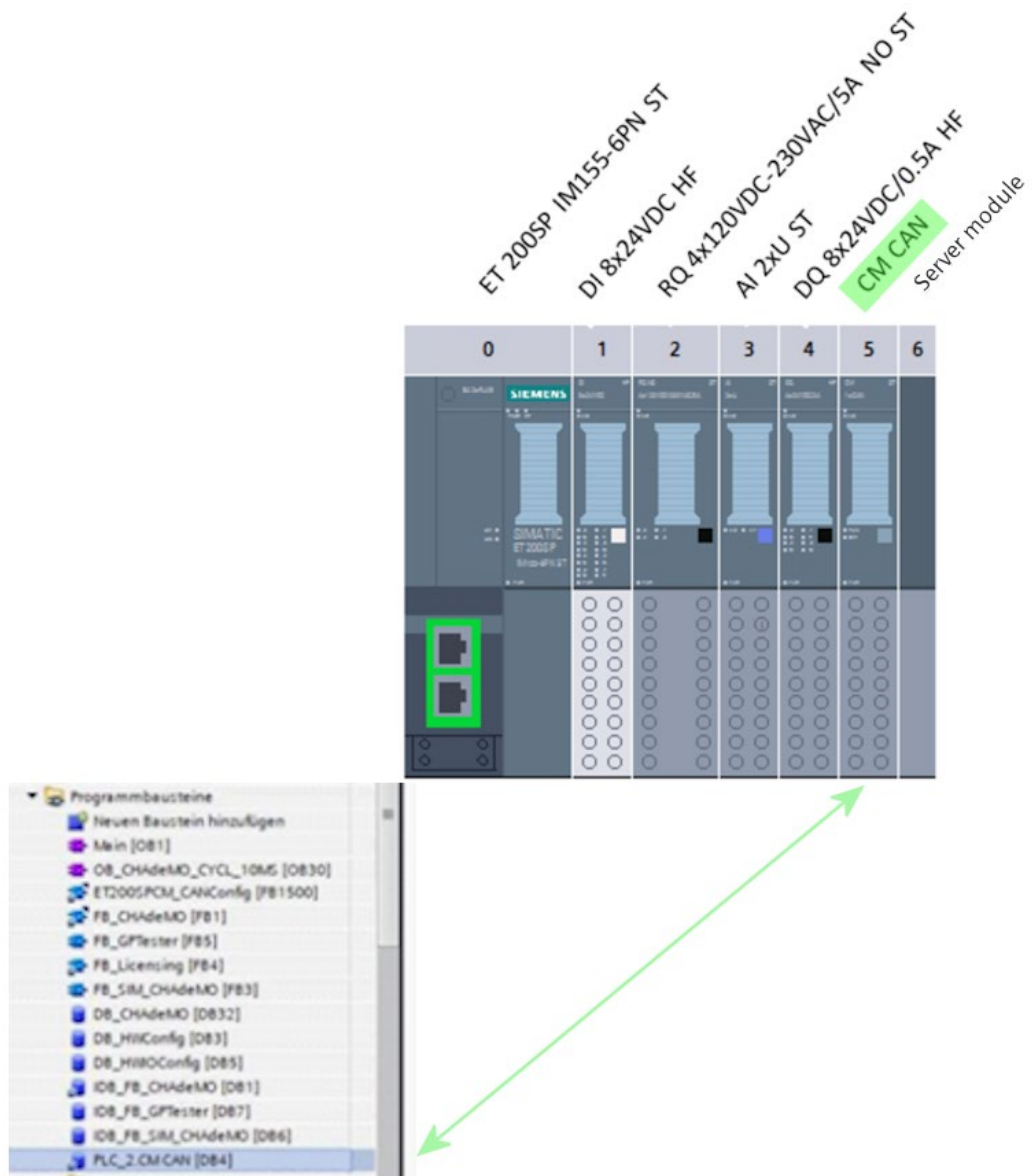 ET 200SP IM155-6PN ST
DI 8x24VDC HF
RQ 4x120VDC-230VAC/5A NO ST
AI 2xU ST
DQ 8x24VDC/0.5A HF
CM CAN
Server module
0 1 2 3 4 5 6
SIEMENS
SIMATIC
ET 200SP
Programmbausteine
Neuen Baustein hinzufügen
Main [OB1]
OB_CHAdeMO_CYCL_10MS [OB30]
ET200SPCM_CANConfig [FB1500]
FB_CHAdeMO [FB1]
FB_GPTester [FB5]
FB_Licensing [FB4]
FB_SIM_CHAdeMO [FB3]
DB_CHAdeMO [DB32]
DB_HWConfig [DB3]
DB_HWIOConfig [DB5]
IDB_FB_CHAdeMO [DB1]
IDB_FB_GPTester [DB7]
IDB_FB_SIM_CHAdeMO [DB6]
PLC_2.CM CAN [DB4]